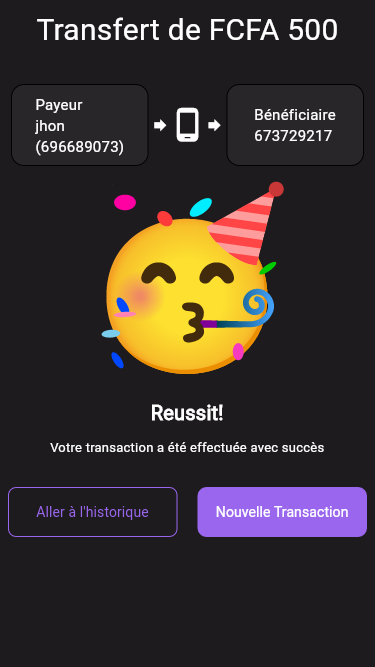 Transfert de FCFA 500
Payeur
jhon
(696689073)
Bénéficiaire
673729217
Reussit!
Votre transaction a été effectuée avec succès
Aller à l'historique
Nouvelle Transaction